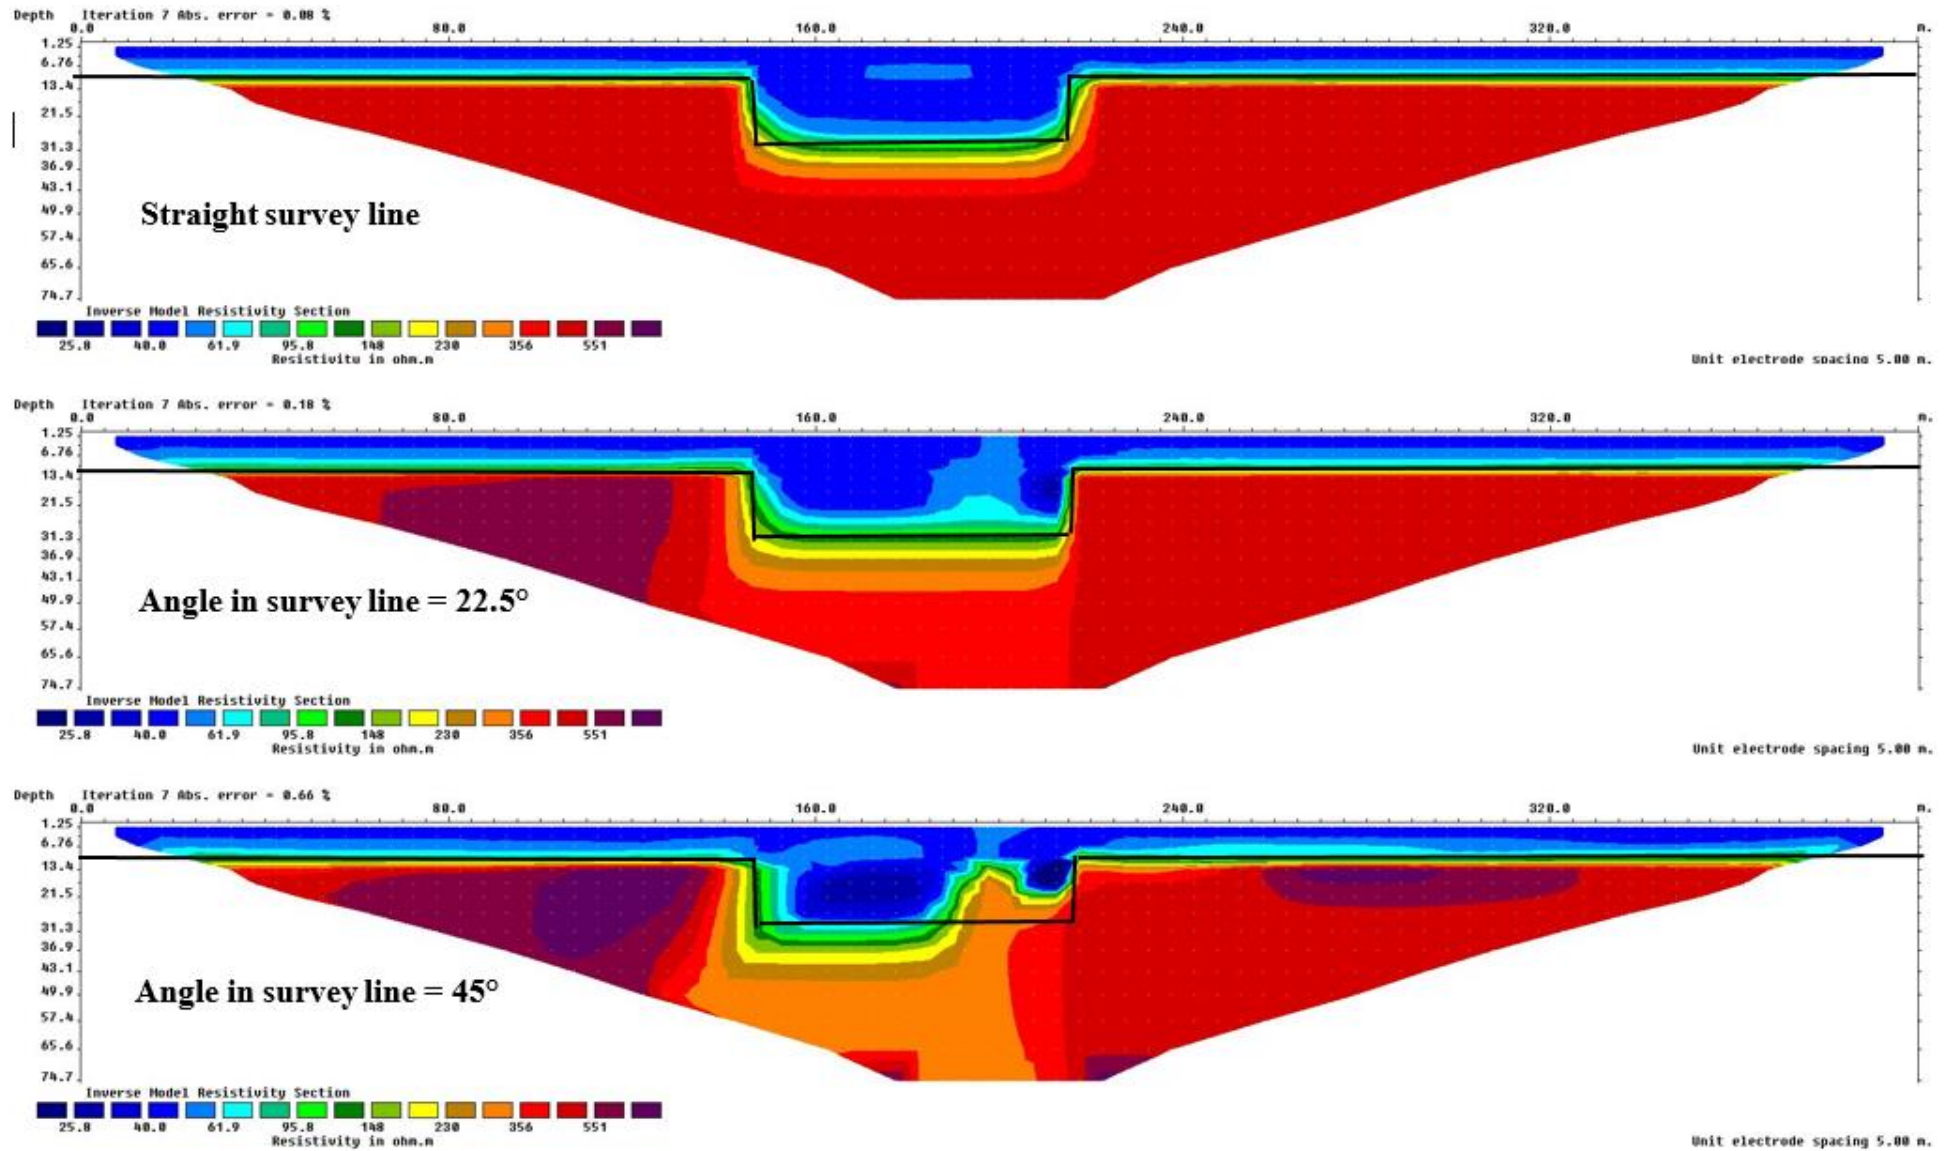 Depth Iteration 7 Abs. error = 0.08 %
0.0 80.0 160.0 240.0 320.0 m.
1.25
6.76
13.4
21.5
31.3
36.9
43.1
49.9
57.4
65.6
74.7
Straight survey line
Inverse Model Resistivity Section
25.8 40.0 61.9 95.8 148 230 356 551
Resistivity in ohm.m
Unit electrode spacing 5.00 m.
Depth Iteration 7 Abs. error = 0.18 %
0.0 80.0 160.0 240.0 320.0 m.
1.25
6.76
13.4
21.5
31.3
36.9
43.1
49.9
57.4
65.6
74.7
Angle in survey line = 22.5°
Inverse Model Resistivity Section
25.8 40.0 61.9 95.8 148 230 356 551
Resistivity in ohm.m
Unit electrode spacing 5.00 m.
Depth Iteration 7 Abs. error = 0.66 %
0.0 80.0 160.0 240.0 320.0 m.
1.25
6.76
13.4
21.5
31.3
36.9
43.1
49.9
57.4
65.6
74.7
Angle in survey line = 45°
Inverse Model Resistivity Section
25.8 40.0 61.9 95.8 148 230 356 551
Resistivity in ohm.m
Unit electrode spacing 5.00 m.